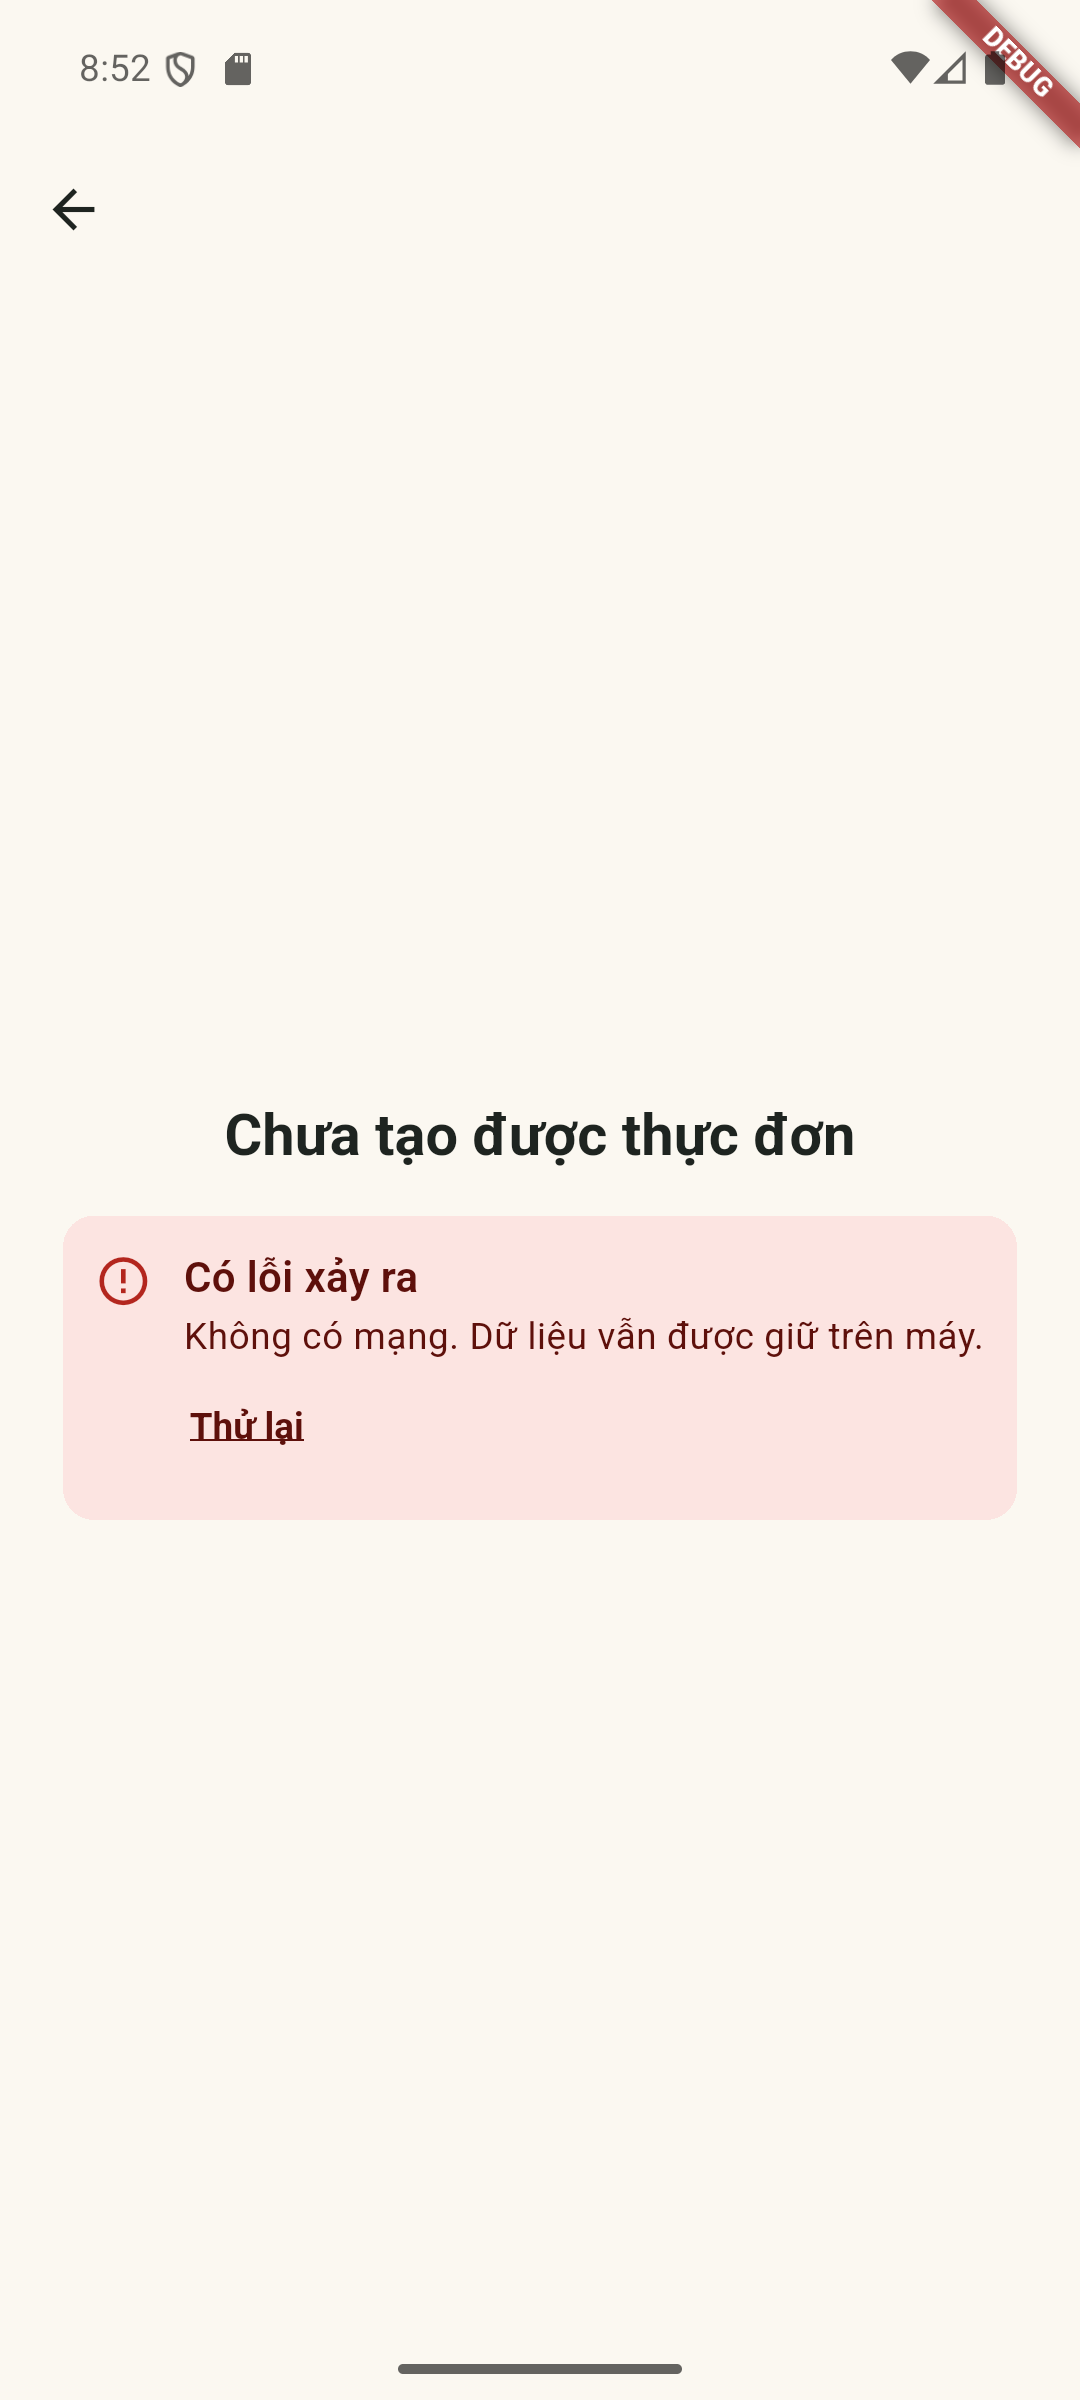 8:52
DEBUG
Chưa tạo được thực đơn
Có lỗi xảy ra
Không có mạng. Dữ liệu vẫn được giữ trên máy.
Thử lại